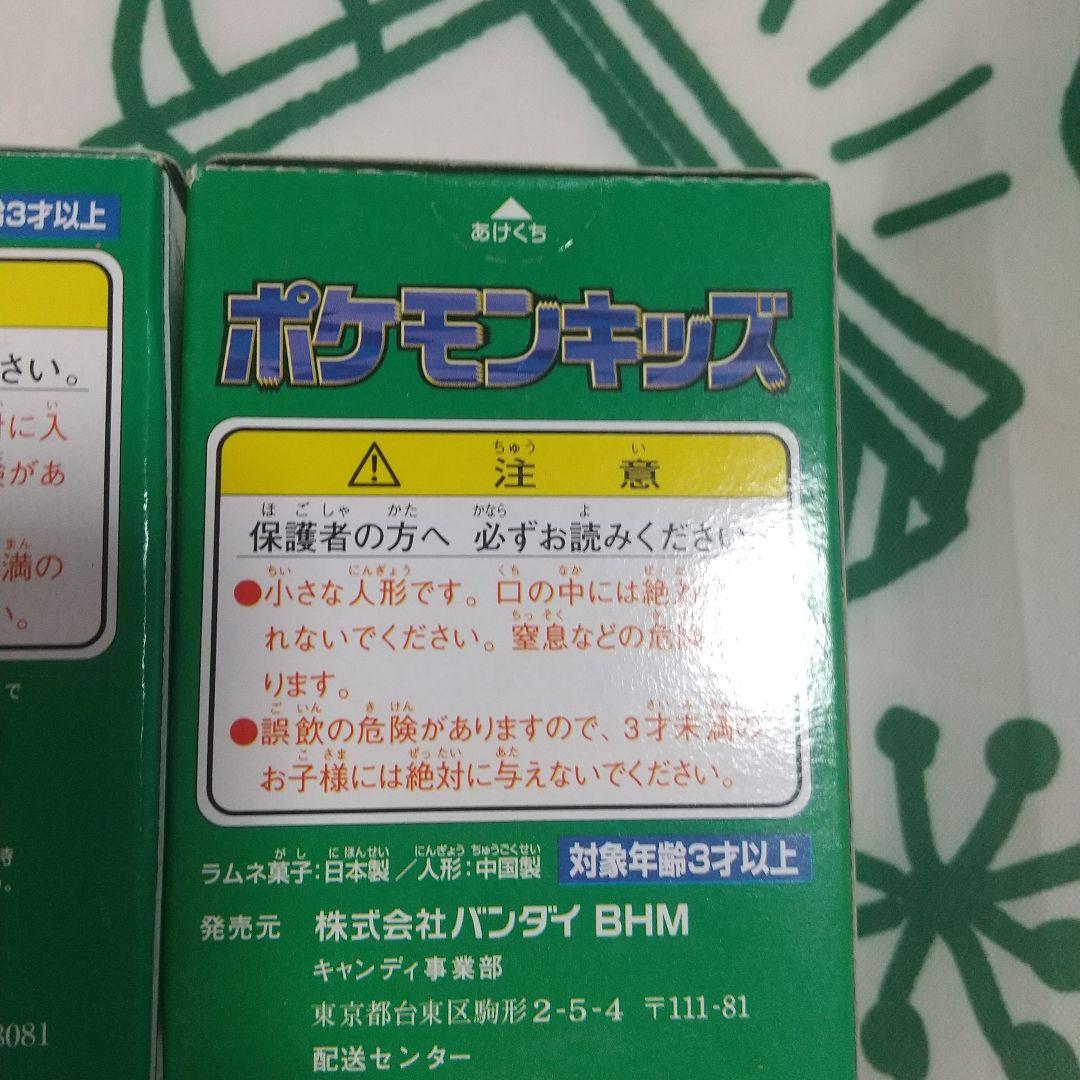 齢3才以上
さい。
に入
があ
満の
い。
で
時
8081
あけくち
ポケモンキッズ
注意
保護者の方へ 必ずお読みください
●小さな人形です。口の中には絶
れないでください。窒息などの危険
ります。
●誤飲の危険がありますので、3才未満の
お子様には絶対に与えないでください。
ラムネ菓子:日本製/人形:中国製
対象年齢3才以上
発売元 株式会社バンダイ BHM
キャンディ事業部
東京都台東区駒形2-5-4 〒111-81
配送センター